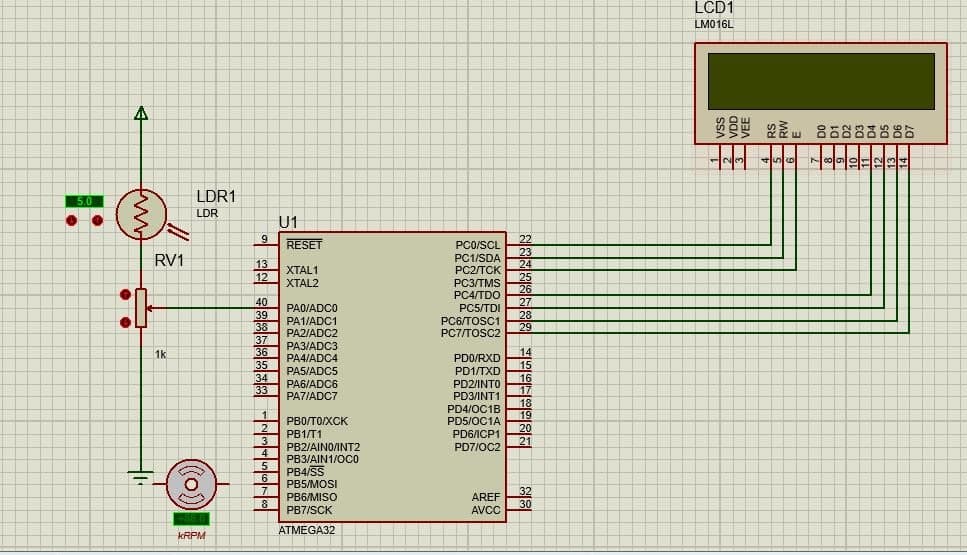 LCD1
LM016L
VSS
VDD
VEE
RS
RW
E
D0
D1
D2
D3
D4
D5
D6
D7
1
2
3
4
5
6
7
8
9
10
11
12
13
14
5.0
LDR1
LDR
RV1
1k
U1
9 RESET PC0/SCL 22
PC1/SDA 23
13 XTAL1 PC2/TCK 24
12 XTAL2 PC3/TMS 25
PC4/TDO 26
40 PA0/ADC0 PC5/TDI 27
39 PA1/ADC1 PC6/TOSC1 28
38 PA2/ADC2 PC7/TOSC2 29
37 PA3/ADC3
36 PA4/ADC4 PD0/RXD 14
35 PA5/ADC5 PD1/TXD 15
34 PA6/ADC6 PD2/INT0 16
33 PA7/ADC7 PD3/INT1 17
PD4/OC1B 18
1 PB0/T0/XCK PD5/OC1A 19
2 PB1/T1 PD6/ICP1 20
3 PB2/AIN0/INT2 PD7/OC2 21
4 PB3/AIN1/OC0
5 PB4/SS
6 PB5/MOSI
7 PB6/MISO AREF 32
8 PB7/SCK AVCC 30
ATMEGA32
kRPM